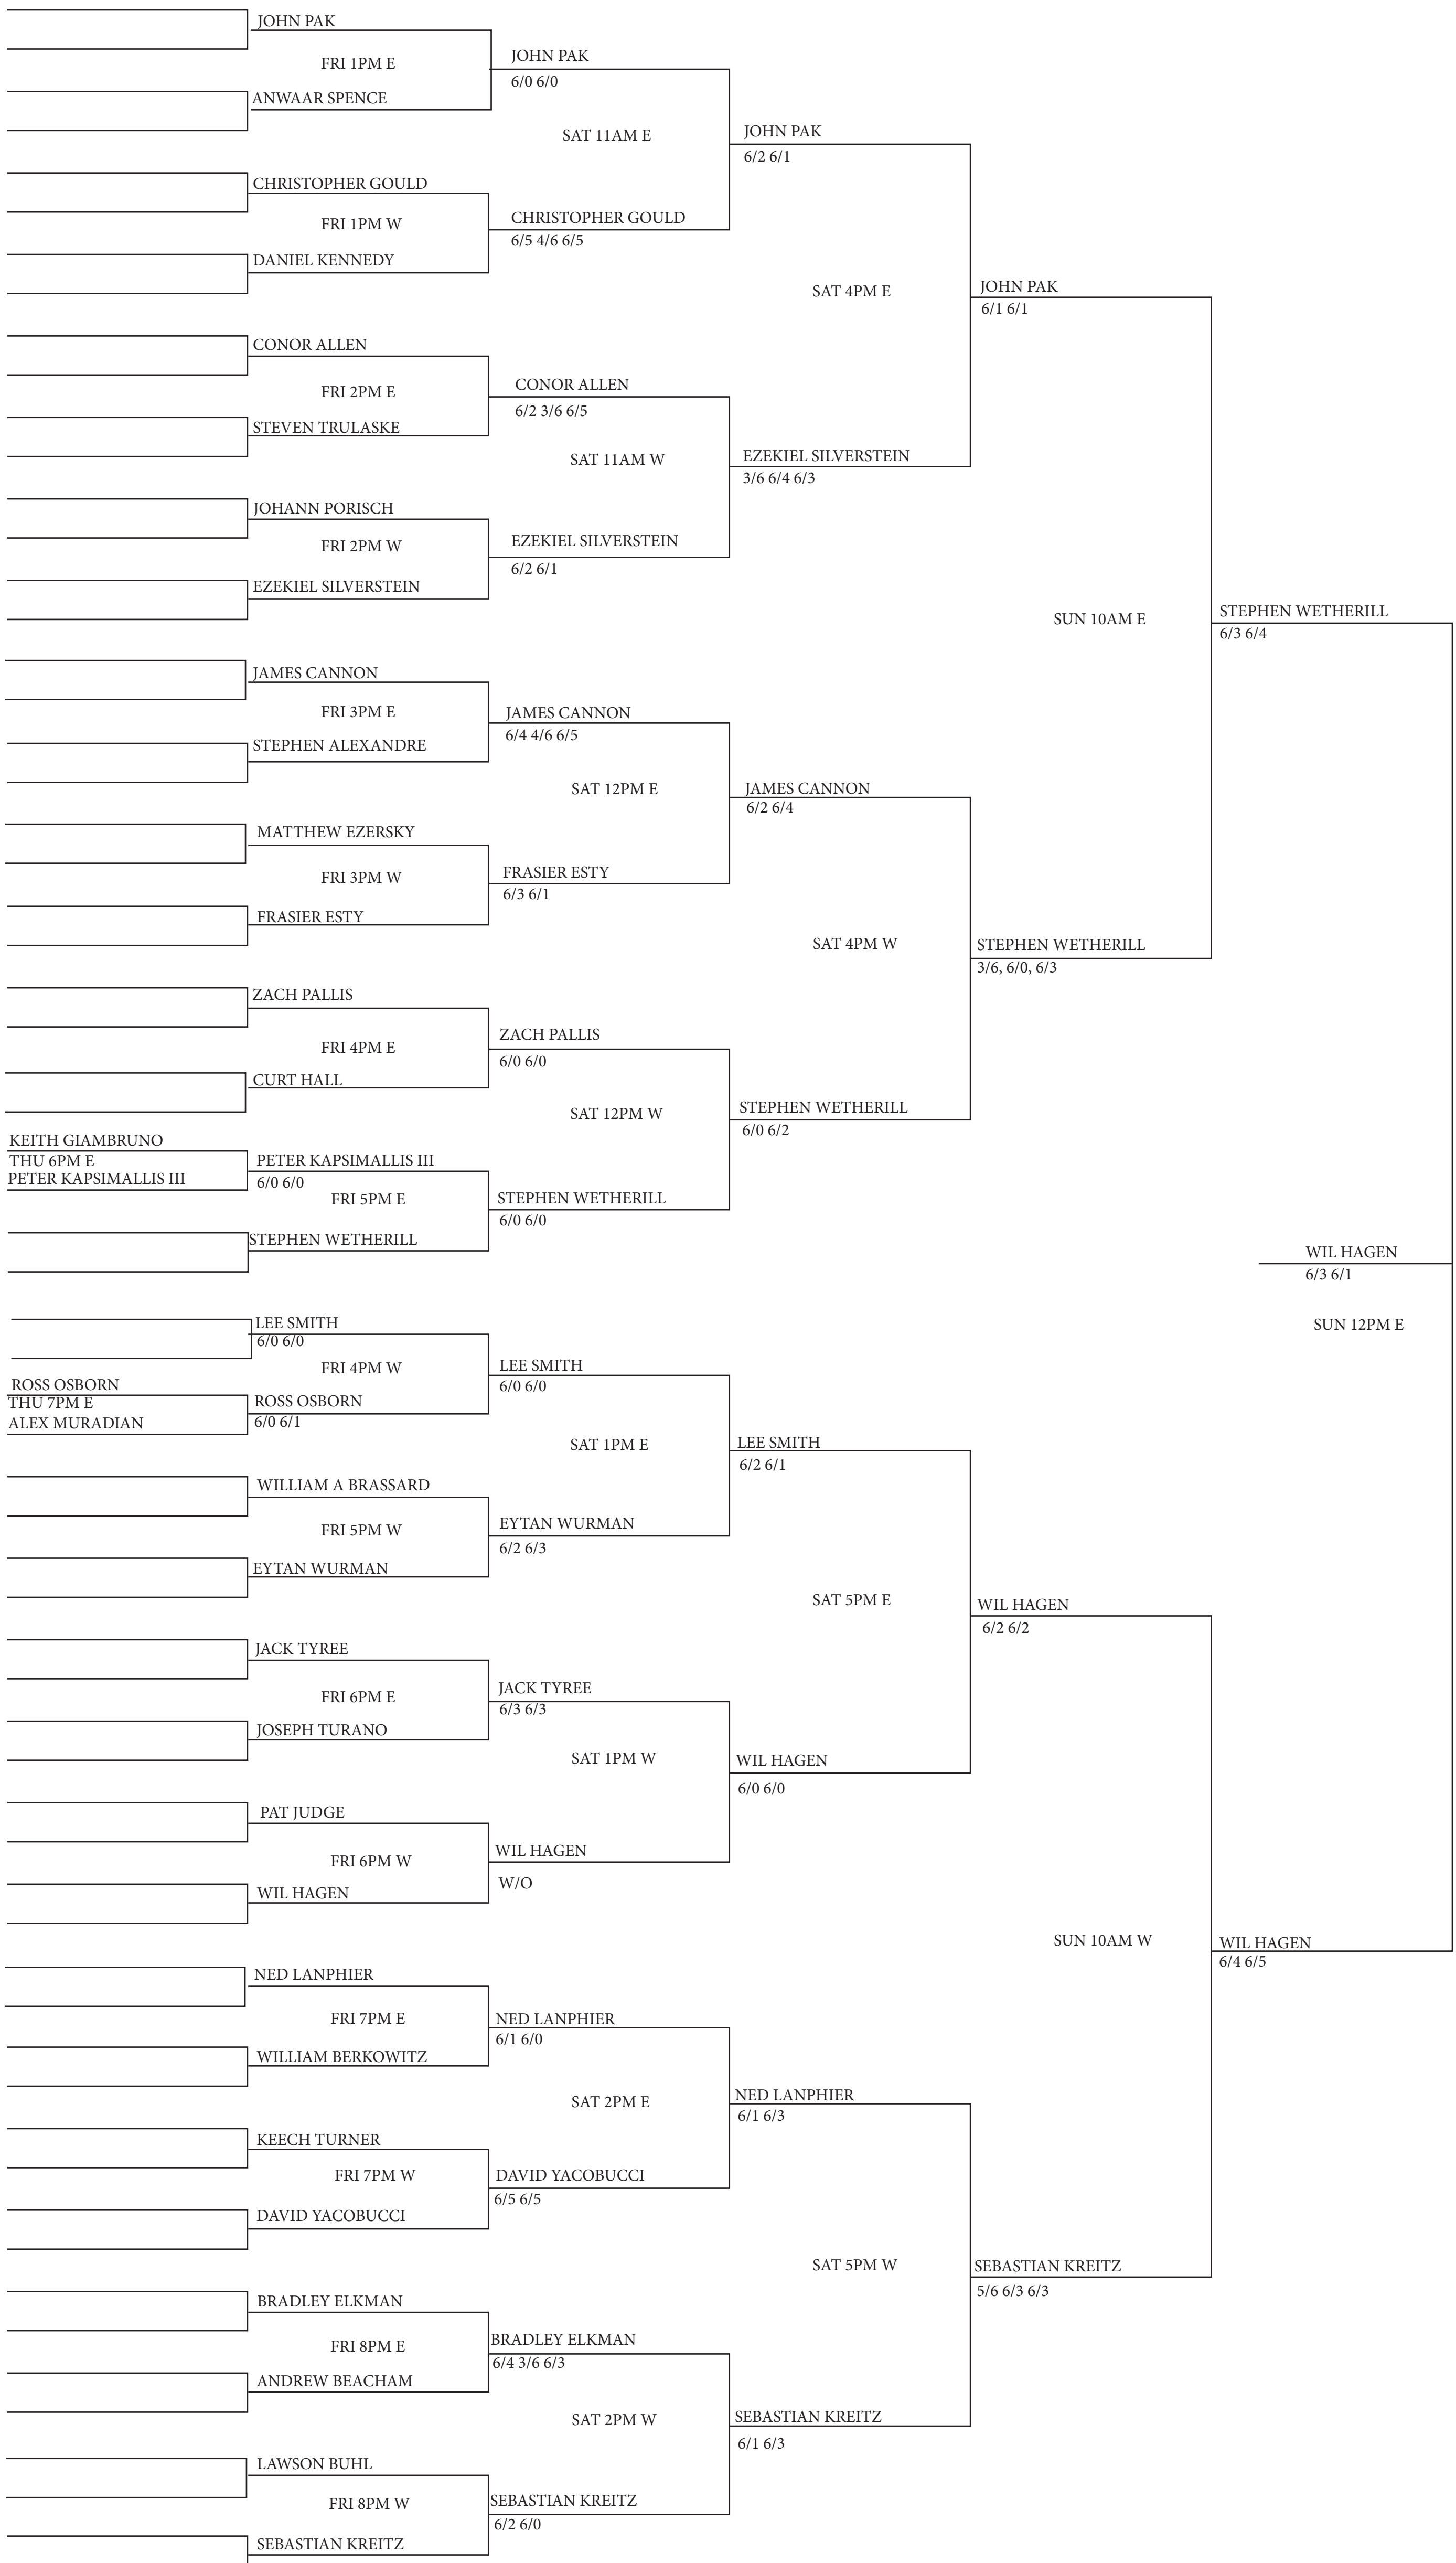 JOHN PAK
JOHN PAK
FRI 1PM E
6/0 6/0
ANWAAR SPENCE
JOHN PAK
SAT 11AM E
6/2 6/1
CHRISTOPHER GOULD
CHRISTOPHER GOULD
FRI 1PM W
6/5 4/6 6/5
DANIEL KENNEDY
JOHN PAK
SAT 4PM E
6/1 6/1
CONOR ALLEN
CONOR ALLEN
FRI 2PM E
6/2 3/6 6/5
STEVEN TRULASKE
EZEKIEL SILVERSTEIN
SAT 11AM W
3/6 6/4 6/3
JOHANN PORISCH
EZEKIEL SILVERSTEIN
FRI 2PM W
6/2 6/1
EZEKIEL SILVERSTEIN
STEPHEN WETHERILL
SUN 10AM E
6/3 6/4
JAMES CANNON
JAMES CANNON
FRI 3PM E
6/4 4/6 6/5
STEPHEN ALEXANDRE
JAMES CANNON
SAT 12PM E
6/2 6/4
MATTHEW EZERSKY
FRASIER ESTY
FRI 3PM W
6/3 6/1
FRASIER ESTY
STEPHEN WETHERILL
SAT 4PM W
3/6, 6/0, 6/3
ZACH PALLIS
ZACH PALLIS
FRI 4PM E
6/0 6/0
CURT HALL
STEPHEN WETHERILL
SAT 12PM W
6/0 6/2
KEITH GIAMBRUNO
THU 6PM E
PETER KAPSIMALLIS III
PETER KAPSIMALLIS III
6/0 6/0
FRI 5PM E
STEPHEN WETHERILL
6/0 6/0
STEPHEN WETHERILL
WIL HAGEN
6/3 6/1
SUN 12PM E
LEE SMITH
6/0 6/0
FRI 4PM W
LEE SMITH
6/0 6/0
ROSS OSBORN
THU 7PM E
ALEX MURADIAN
ROSS OSBORN
6/0 6/1
SAT 1PM E
LEE SMITH
6/2 6/1
WILLIAM A BRASSARD
FRI 5PM W
EYTAN WURMAN
6/2 6/3
EYTAN WURMAN
SAT 5PM E
WIL HAGEN
6/2 6/2
JACK TYREE
JACK TYREE
FRI 6PM E
6/3 6/3
JOSEPH TURANO
SAT 1PM W
WIL HAGEN
6/0 6/0
PAT JUDGE
WIL HAGEN
FRI 6PM W
W/O
WIL HAGEN
SUN 10AM W
WIL HAGEN
6/4 6/5
NED LANPHIER
NED LANPHIER
FRI 7PM E
6/1 6/0
WILLIAM BERKOWITZ
NED LANPHIER
SAT 2PM E
6/1 6/3
KEECH TURNER
DAVID YACOBUCCI
FRI 7PM W
6/5 6/5
DAVID YACOBUCCI
SAT 5PM W
SEBASTIAN KREITZ
5/6 6/3 6/3
BRADLEY ELKMAN
BRADLEY ELKMAN
FRI 8PM E
6/4 3/6 6/3
ANDREW BEACHAM
SEBASTIAN KREITZ
SAT 2PM W
6/1 6/3
LAWSON BUHL
SEBASTIAN KREITZ
FRI 8PM W
6/2 6/0
SEBASTIAN KREITZ